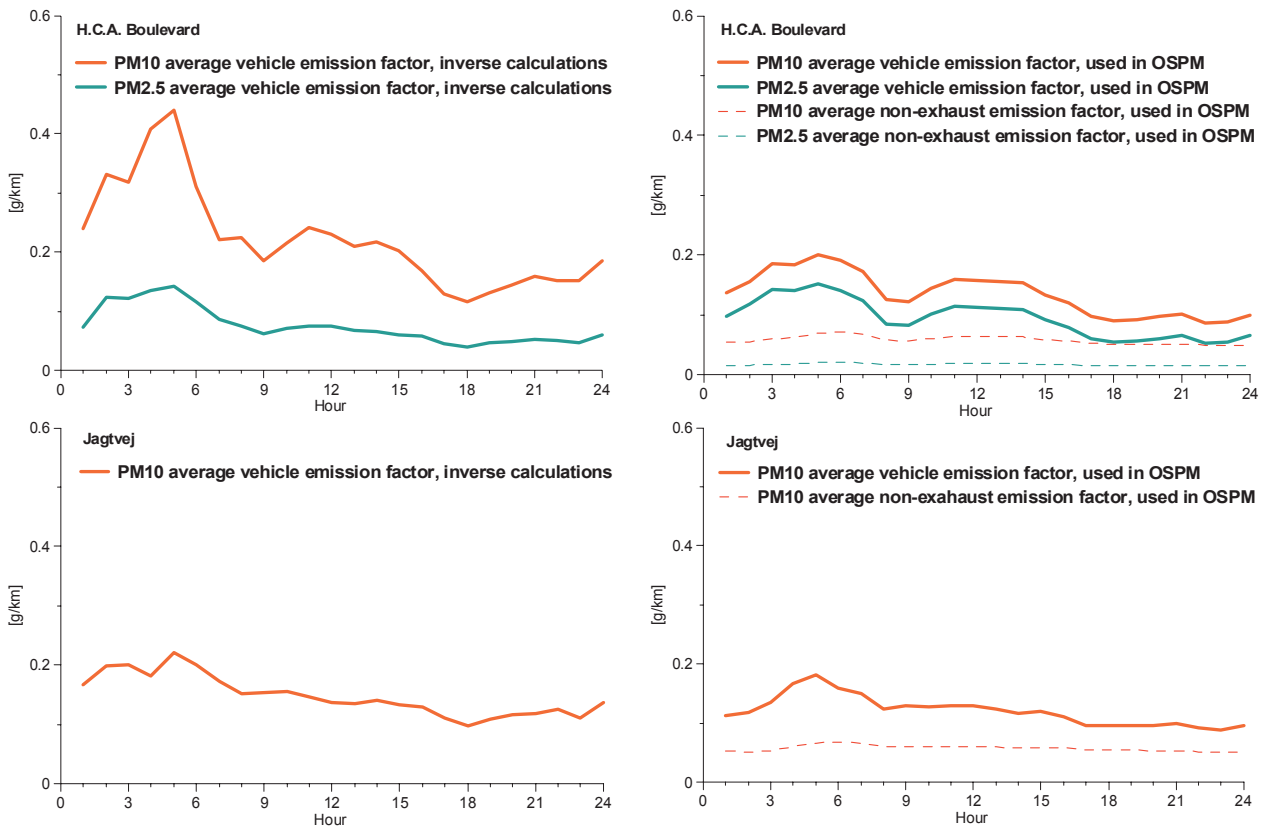 H.C.A. Boulevard
PM10 average vehicle emission factor, inverse calculations
PM2.5 average vehicle emission factor, inverse calculations
[g/km]
0.6
0.4
0.2
0
0 3 6 9 12 15 18 21 24
Hour
H.C.A. Boulevard
PM10 average vehicle emission factor, used in OSPM
PM2.5 average vehicle emission factor, used in OSPM
PM10 average non-exhaust emission factor, used in OSPM
PM2.5 average non-exhaust emission factor, used in OSPM
[g/km]
0.6
0.4
0.2
0
0 3 6 9 12 15 18 21 24
Hour
Jagtvej
PM10 average vehicle emission factor, inverse calculations
[g/km]
0.6
0.4
0.2
0
0 3 6 9 12 15 18 21 24
Hour
Jagtvej
PM10 average vehicle emission factor, used in OSPM
PM10 average non-exahaust emission factor, used in OSPM
[g/km]
0.6
0.4
0.2
0
0 3 6 9 12 15 18 21 24
Hour